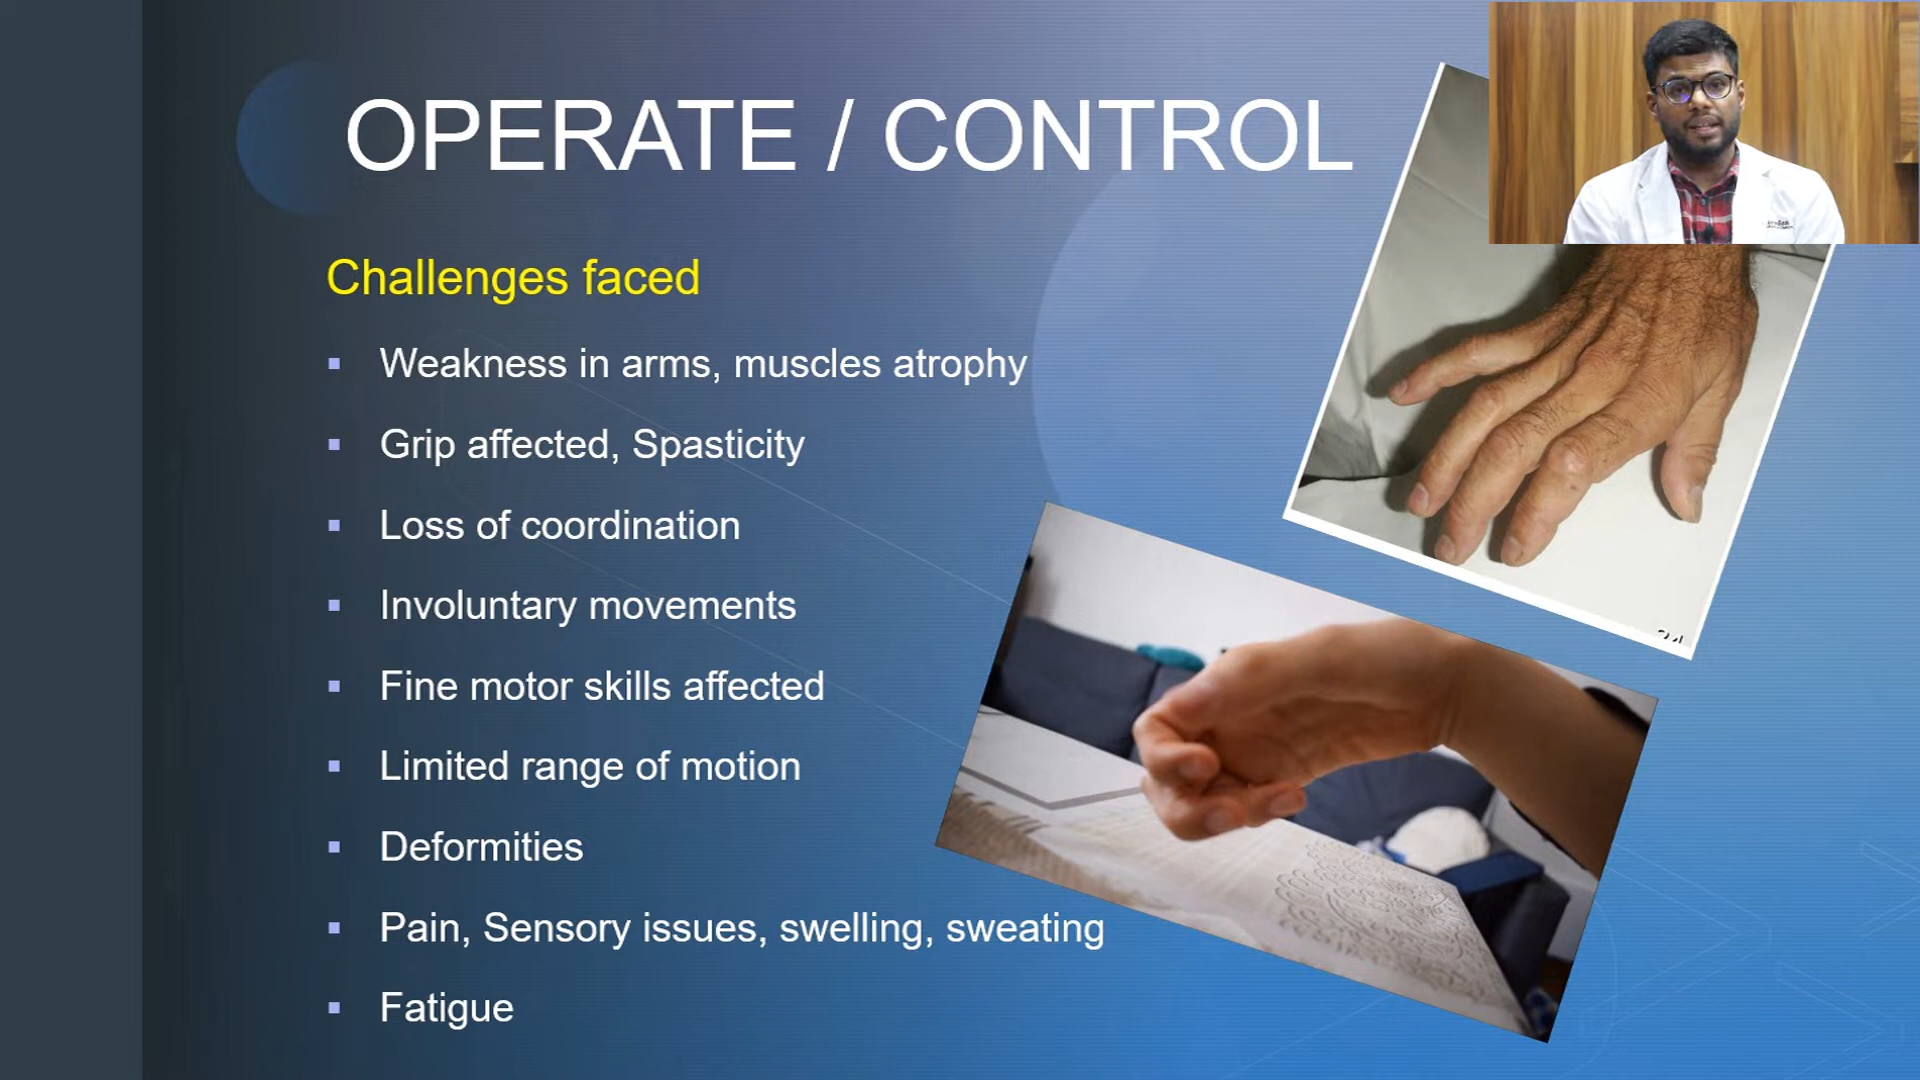 OPERATE / CONTROL
Challenges faced
▪ Weakness in arms, muscles atrophy
▪ Grip affected, Spasticity
▪ Loss of coordination
▪ Involuntary movements
▪ Fine motor skills affected
▪ Limited range of motion
▪ Deformities
▪ Pain, Sensory issues, swelling, sweating
▪ Fatigue